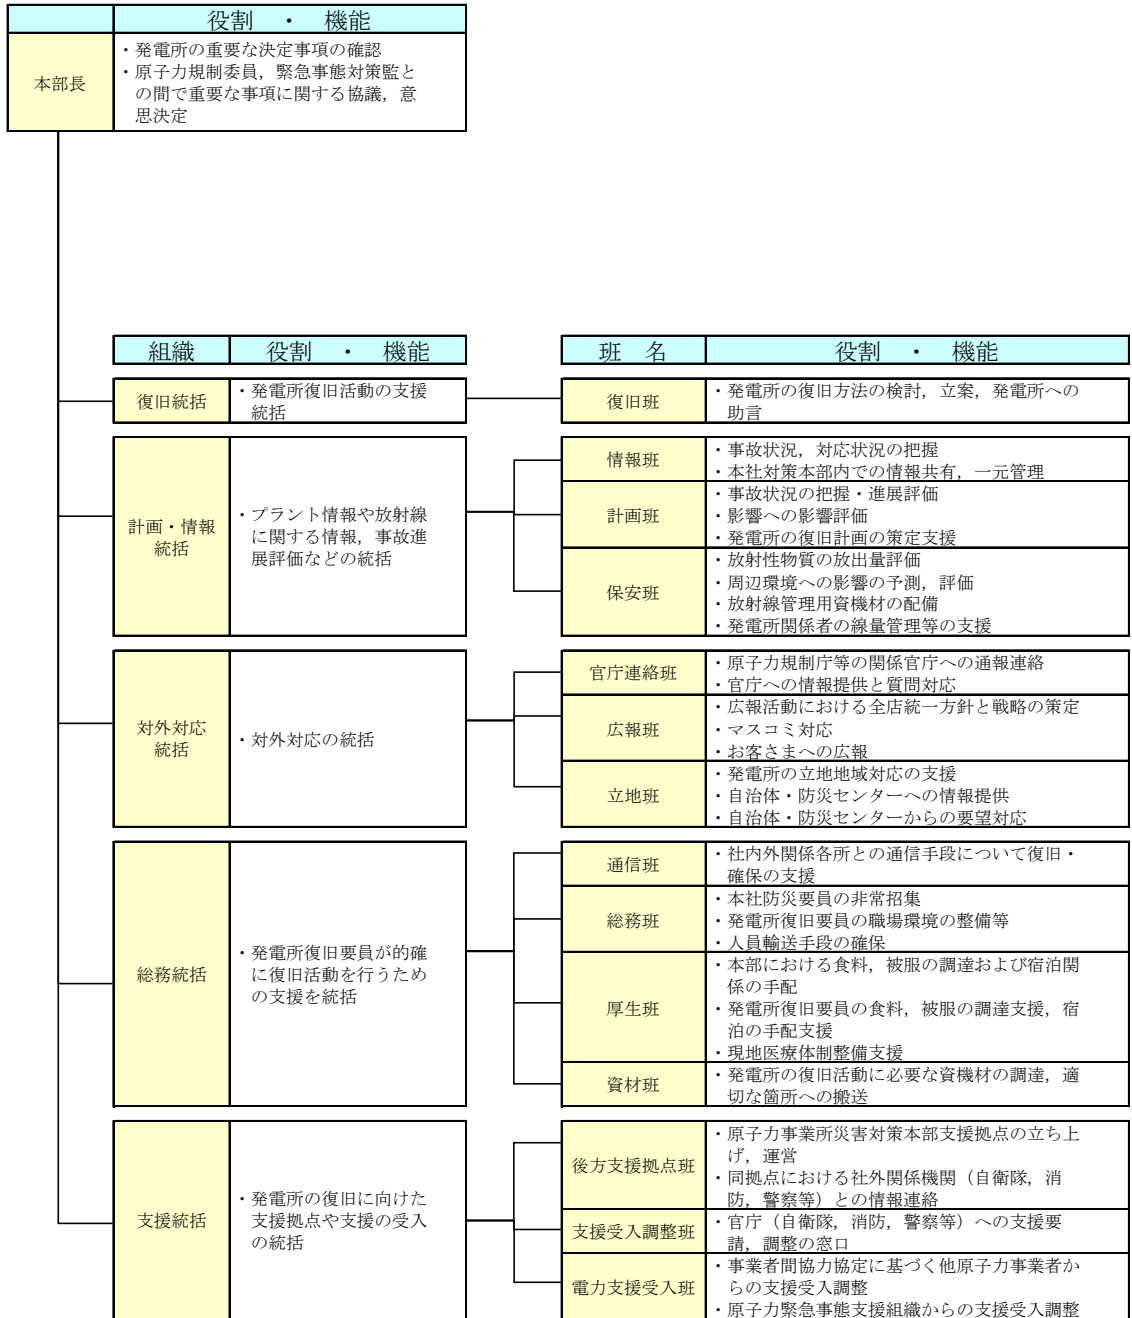 役割 ・ 機能
本部長
・発電所の重要な決定事項の確認
・原子力規制委員，緊急事態対策監と
の間で重要な事項に関する協議，意
思決定
組織
役割 ・ 機能
班 名
役割 ・ 機能
復旧統括
・発電所復旧活動の支援
統括
復旧班
・発電所の復旧方法の検討，立案，発電所への
助言
計画・情報
統括
・プラント情報や放射線
に関する情報，事故進
展評価などの統括
情報班
・事故状況，対応状況の把握
・本社対策本部内での情報共有，一元管理
計画班
・事故状況の把握・進展評価
・影響への影響評価
・発電所の復旧計画の策定支援
保安班
・放射性物質の放出量評価
・周辺環境への影響の予測，評価
・放射線管理用資機材の配備
・発電所関係者の線量管理等の支援
対外対応
統括
・対外対応の統括
官庁連絡班
・原子力規制庁等の関係官庁への通報連絡
・官庁への情報提供と質問対応
広報班
・広報活動における全店統一方針と戦略の策定
・マスコミ対応
・お客さまへの広報
立地班
・発電所の立地地域対応の支援
・自治体・防災センターへの情報提供
・自治体・防災センターからの要望対応
総務統括
・発電所復旧要員が的確
に復旧活動を行うため
の支援を統括
通信班
・社内外関係各所との通信手段について復旧・
確保の支援
総務班
・本社防災要員の非常招集
・発電所復旧要員の職場環境の整備等
・人員輸送手段の確保
厚生班
・本部における食料，被服の調達および宿泊関
係の手配
・発電所復旧要員の食料，被服の調達支援，宿
泊の手配支援
・現地医療体制整備支援
資材班
・発電所の復旧活動に必要な資機材の調達，適
切な箇所への搬送
支援統括
・発電所の復旧に向けた
支援拠点や支援の受入
の統括
後方支援拠点班
・原子力事業所災害対策本部支援拠点の立ち上
げ，運営
・同拠点における社外関係機関（自衛隊，消
防，警察等）との情報連絡
支援受入調整班
・官庁（自衛隊，消防，警察等）への支援要
請，調整の窓口
電力支援受入班
・事業者間協力協定に基づく他原子力事業者か
らの支援受入調整
・原子力緊急事態支援組織からの支援受入調整